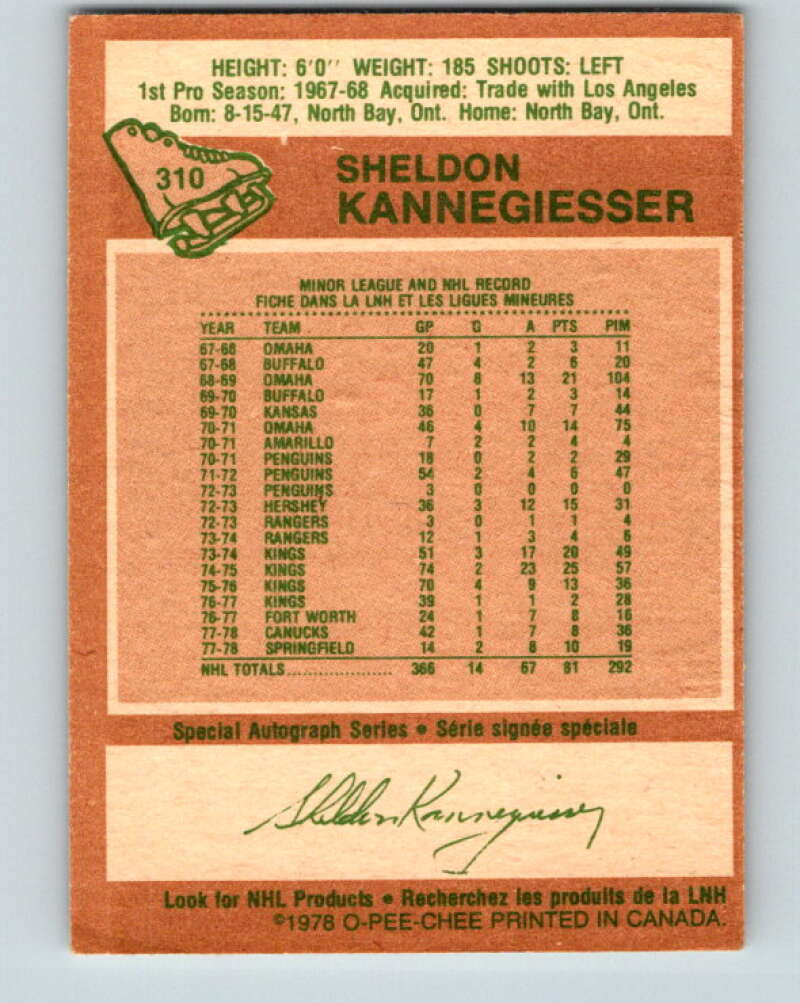 HEIGHT: 6'0" WEIGHT: 185 SHOOTS: LEFT
1st Pro Season: 1967-68 Acquired: Trade with Los Angeles
Born: 8-15-47, North Bay, Ont. Home: North Bay, Ont.
310
SHELDON
KANNEGIESSER
MINOR LEAGUE AND NHL RECORD
FICHE DANS LA LNH ET LES LIGUES MINEURES
YEAR TEAM GP G A PTS PIM
67-68 OMAHA 20 1 2 3 11
67-68 BUFFALO 47 4 2 6 20
68-69 OMAHA 70 8 13 21 104
69-70 BUFFALO 17 1 2 3 14
69-70 KANSAS 36 0 7 7 44
70-71 OMAHA 46 4 10 14 75
70-71 AMARILLO 7 2 2 4 4
70-71 PENGUINS 18 0 2 2 29
71-72 PENGUINS 54 2 4 6 47
72-73 PENGUINS 3 0 0 0 0
72-73 HERSHEY 36 3 12 15 31
72-73 RANGERS 3 0 1 1 4
73-74 RANGERS 12 1 3 4 6
73-74 KINGS 51 3 17 20 49
74-75 KINGS 74 2 23 25 57
75-76 KINGS 70 4 9 13 36
76-77 KINGS 39 1 1 2 28
76-77 FORT WORTH 24 1 7 8 16
77-78 CANUCKS 42 1 7 8 36
77-78 SPRINGFIELD 14 2 8 10 19
NHL TOTALS 366 14 67 81 292
Special Autograph Series • Série signée spéciale
Sheldon Kannegiesser
Look for NHL Products • Recherchez les produits de la LNH
©1978 O-PEE-CHEE PRINTED IN CANADA.